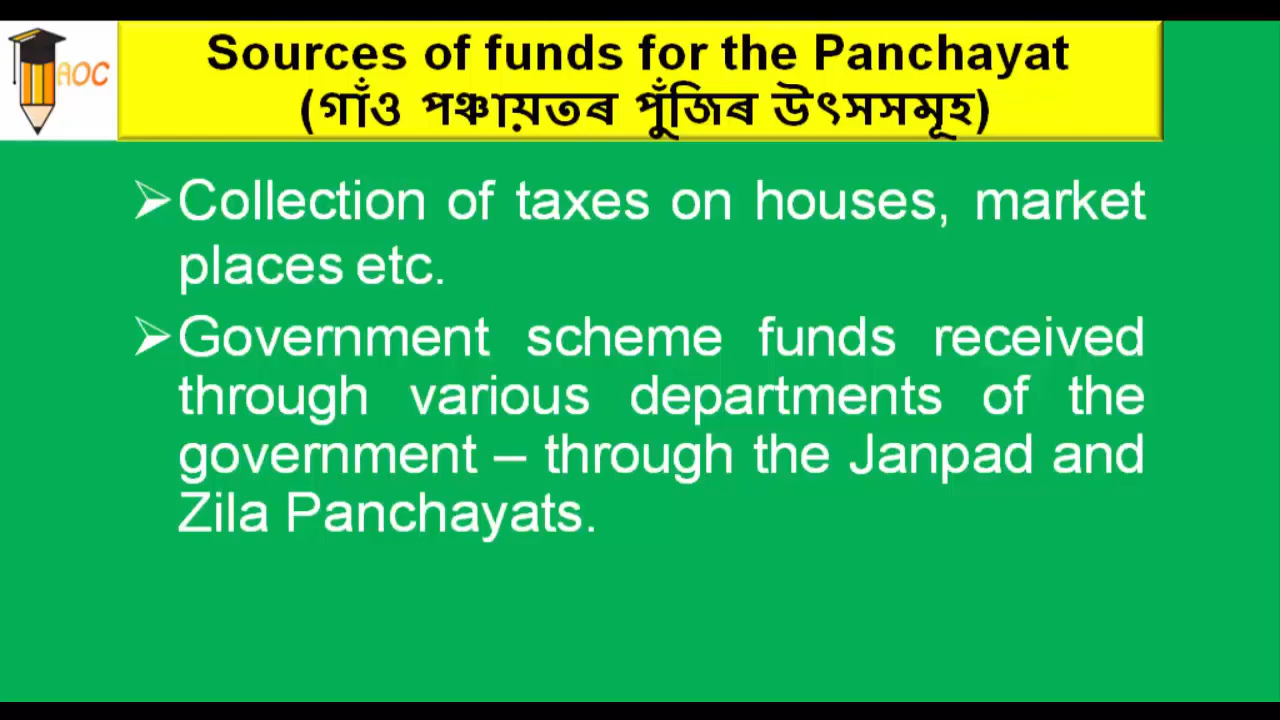 AOC
Sources of funds for the Panchayat
(গাঁও পঞ্চায়তৰ পুঁজিৰ উৎসসমূহ)
➢Collection of taxes on houses, market
places etc.
➢Government scheme funds received
through various departments of the
government – through the Janpad and
Zila Panchayats.